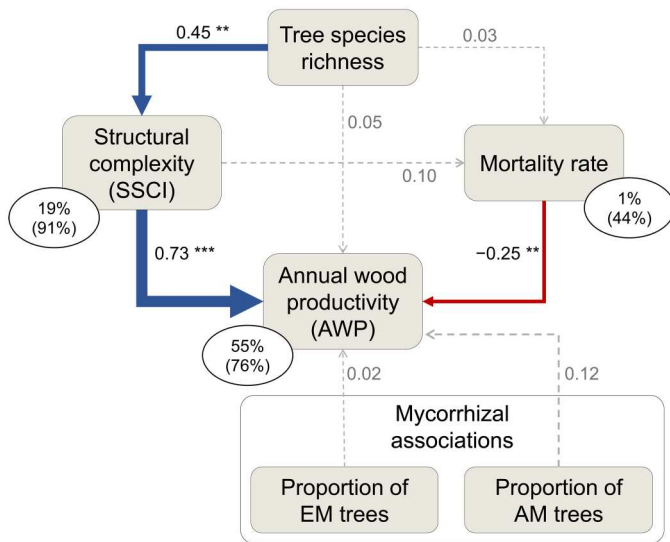 0.45 **
Tree species
richness
0.03
0.05
Structural
complexity
(SSCI)
Mortality rate
0.10
19%
(91%)
1%
(44%)
0.73 ***
−0.25 **
Annual wood
productivity
(AWP)
55%
(76%)
0.02
0.12
Mycorrhizal
associations
Proportion of
EM trees
Proportion of
AM trees